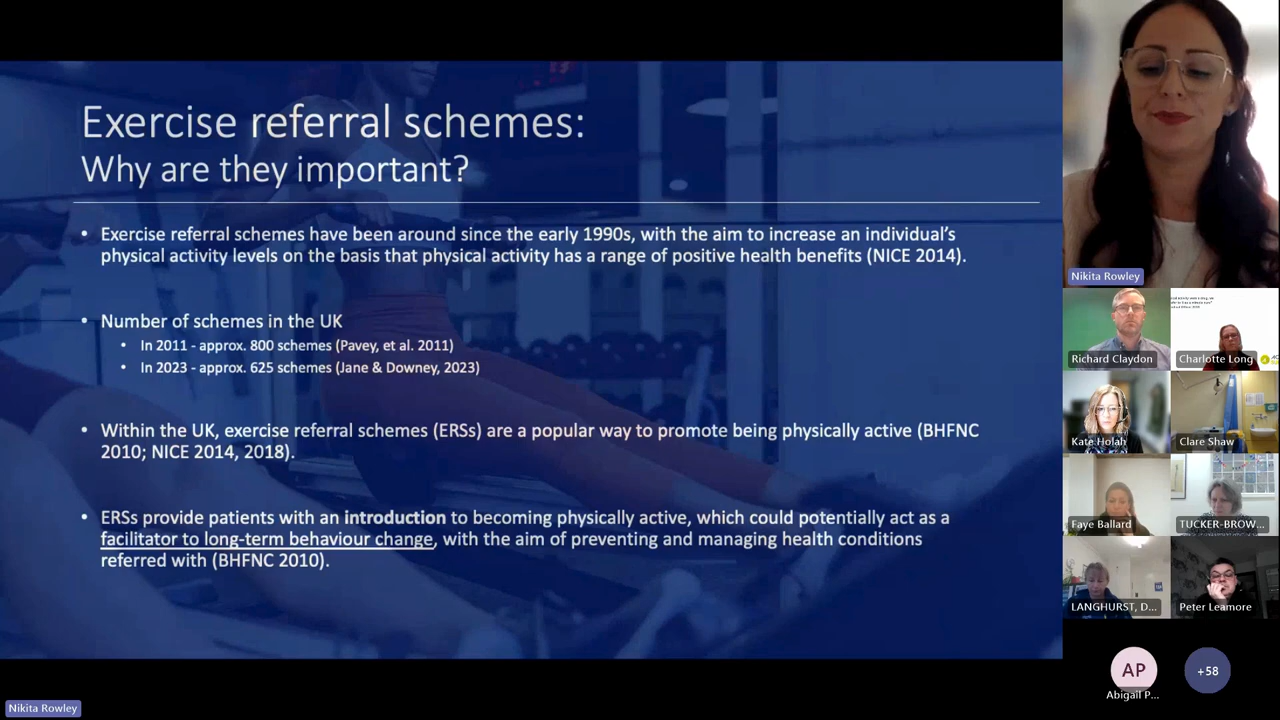 Exercise referral schemes:
Why are they important?
• Exercise referral schemes have been around since the early 1990s, with the aim to increase an individual's
physical activity levels on the basis that physical activity has a range of positive health benefits (NICE 2014).
• Number of schemes in the UK
• In 2011 - approx. 800 schemes (Pavey, et al. 2011)
• In 2023 - approx. 625 schemes (Jane & Downey, 2023)
• Within the UK, exercise referral schemes (ERSs) are a popular way to promote being physically active (BHFNC
2010; NICE 2014, 2018).
• ERSs provide patients with an introduction to becoming physically active, which could potentially act as a
facilitator to long-term behaviour change, with the aim of preventing and managing health conditions
referred with (BHFNC 2010).
Nikita Rowley
Nikita Rowley
Richard Claydon
Charlotte Long
Kate Holah
Clare Shaw
Faye Ballard
TUCKER-BROW...
LANGHURST, D...
Peter Leamore
AP
Abigail P...
+58